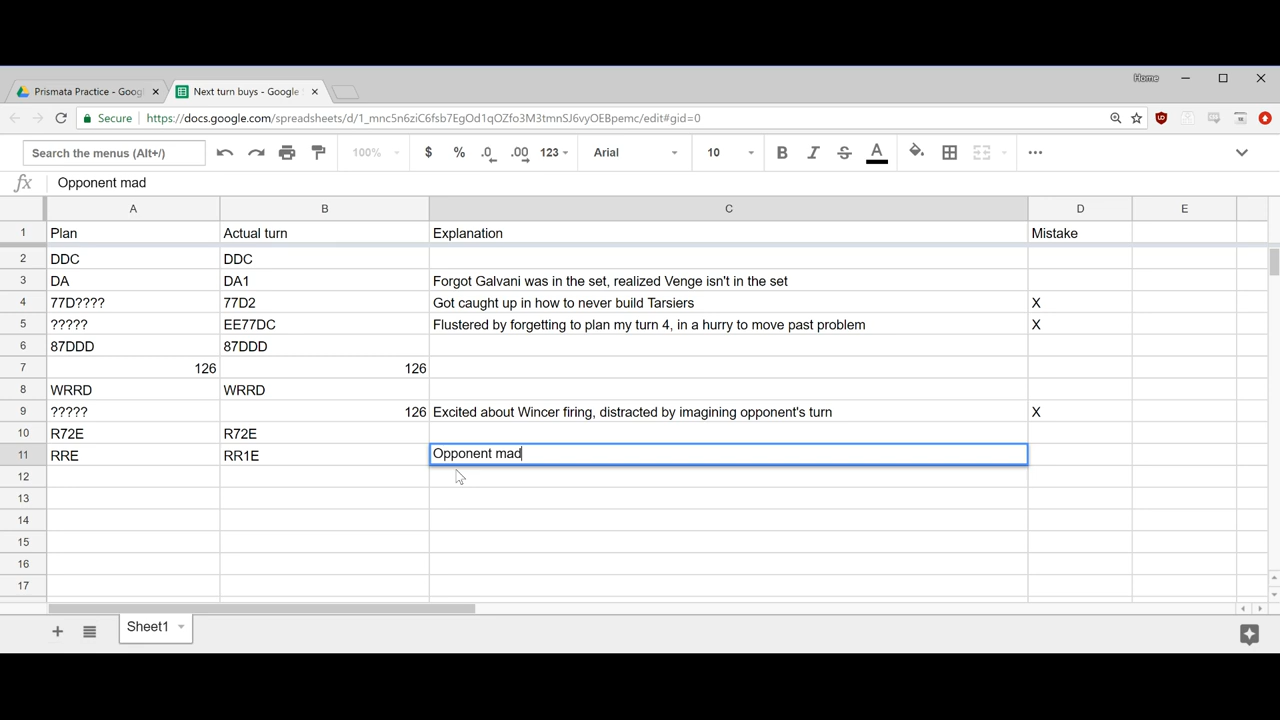 Home
Prismata Practice - Goog
Next turn buys - Google
Secure
https://docs.google.com/spreadsheets/d/1_mnc5n6ziC6fsb7EgOd1qOZfo3M3tmnSJ6vyOEBpemc/edit#gid=0
Search the menus (Alt+/)
100% $ % .0 .00 123 Arial 10 B I S A
fx Opponent mad
A B C D E
1 Plan Actual turn Explanation Mistake
2 DDC DDC
3 DA DA1 Forgot Galvani was in the set, realized Venge isn't in the set
4 77D???? 77D2 Got caught up in how to never build Tarsiers X
5 ????? EE77DC Flustered by forgetting to plan my turn 4, in a hurry to move past problem X
6 87DDD 87DDD
7 126 126
8 WRRD WRRD
9 ????? 126 Excited about Wincer firing, distracted by imagining opponent's turn X
10 R72E R72E
11 RRE RR1E Opponent mad
12
13
14
15
16
17
Sheet1